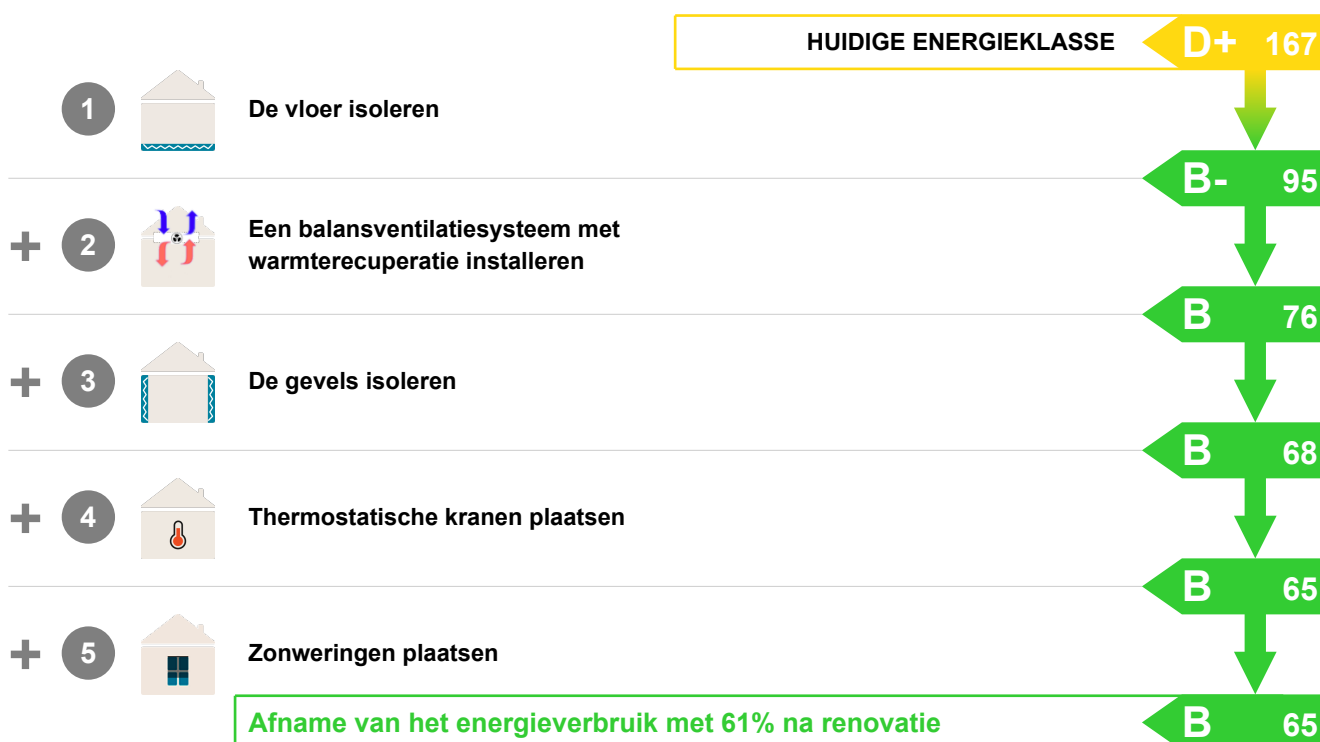 HUIDIGE ENERGIEKLASSE D+ 167
1 De vloer isoleren
B- 95
+ 2 Een balansventilatiesysteem met
warmterecuperatie installeren
B 76
+ 3 De gevels isoleren
B 68
+ 4 Thermostatische kranen plaatsen
B 65
+ 5 Zonweringen plaatsen
Afname van het energieverbruik met 61% na renovatie B 65